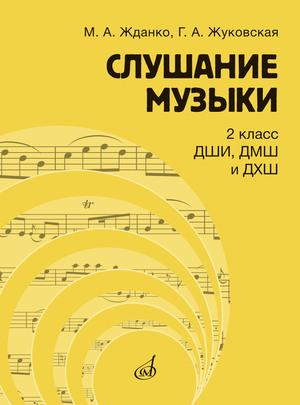 М. А. Жданко, Г. А. Жуковская
СЛУШАНИЕ
МУЗЫКИ
2 класс
ДШИ, ДМШ
и ДХШ